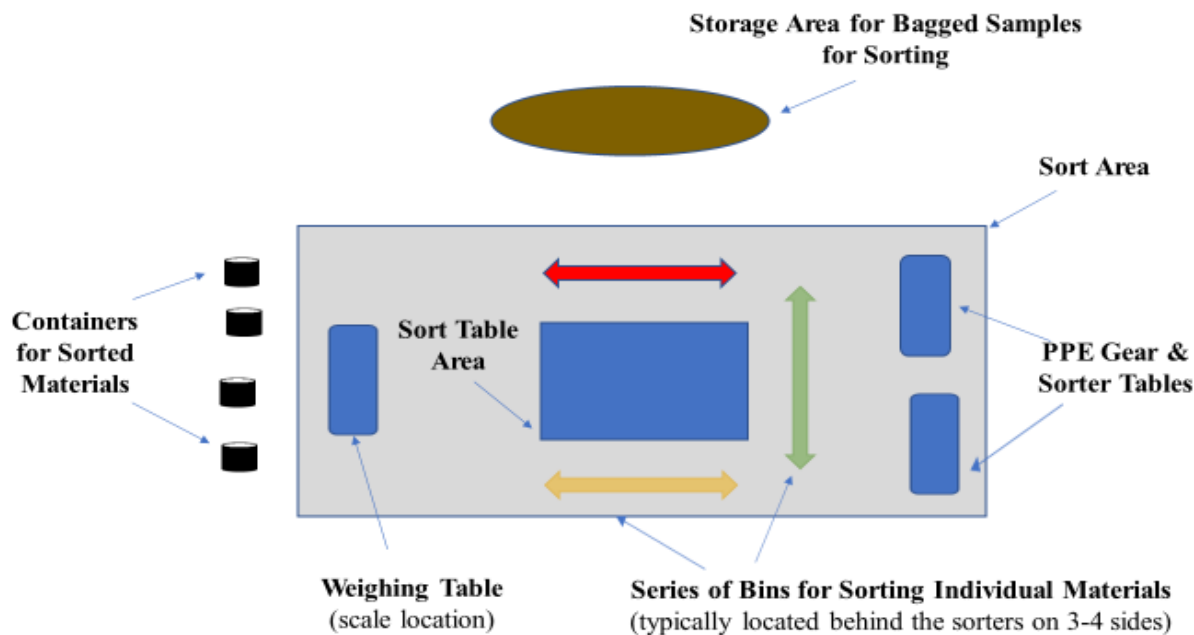 Storage Area for Bagged Samples
for Sorting
Sort Area
Containers
for Sorted
Materials
Sort Table
Area
PPE Gear &
Sorter Tables
Weighing Table
(scale location)
Series of Bins for Sorting Individual Materials
(typically located behind the sorters on 3-4 sides)